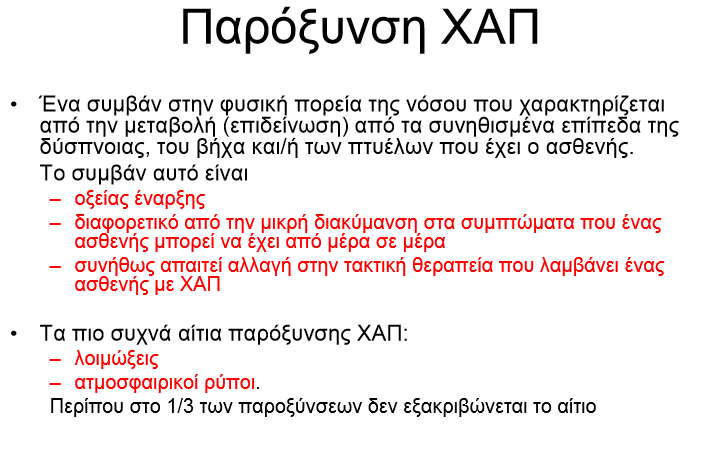 Παρόξυνση ΧΑΠ
• Ένα συμβάν στην φυσική πορεία της νόσου που χαρακτηρίζεται
από την μεταβολή (επιδείνωση) από τα συνηθισμένα επίπεδα της
δύσπνοιας, του βήχα και/ή των πτυέλων που έχει ο ασθενής.
Το συμβάν αυτό είναι
– οξείας έναρξης
– διαφορετικό από την μικρή διακύμανση στα συμπτώματα που ένας
ασθενής μπορεί να έχει από μέρα σε μέρα
– συνήθως απαιτεί αλλαγή στην τακτική θεραπεία που λαμβάνει ένας
ασθενής με ΧΑΠ
• Τα πιο συχνά αίτια παρόξυνσης ΧΑΠ:
– λοιμώξεις
– ατμοσφαιρικοί ρύποι.
Περίπου στο 1/3 των παροξύνσεων δεν εξακριβώνεται το αίτιο